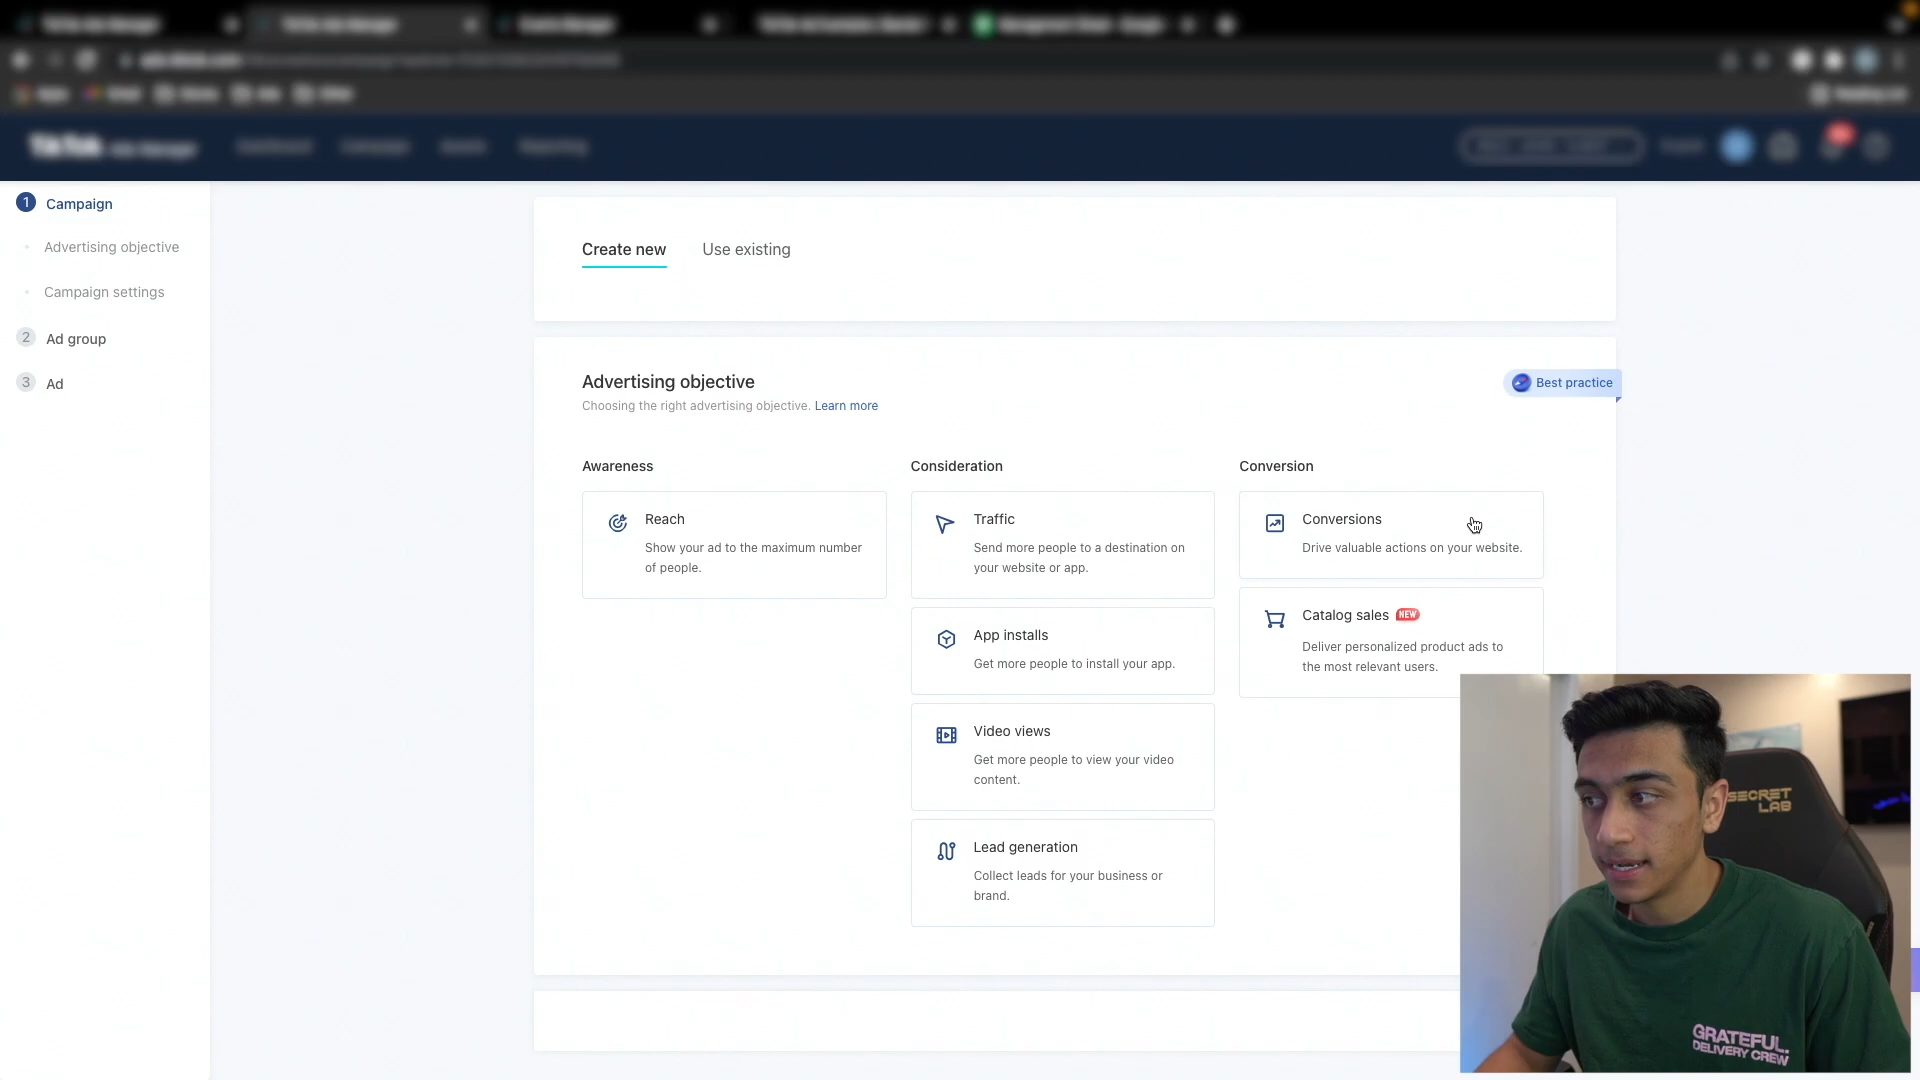 TikTok
1 Campaign
Advertising objective
Campaign settings
2 Ad group
3 Ad
Create new
Use existing
Advertising objective
Choosing the right advertising objective. Learn more
Best practice
Awareness
Reach
Show your ad to the maximum number
of people.
Consideration
Traffic
Send more people to a destination on
your website or app.
App installs
Get more people to install your app.
Video views
Get more people to view your video
content.
Lead generation
Collect leads for your business or
brand.
Conversion
Conversions
Drive valuable actions on your website.
Catalog sales NEW
Deliver personalized product ads to
the most relevant users.
SECRET
LAB
GRATEFUL.
DELIVERY CREW